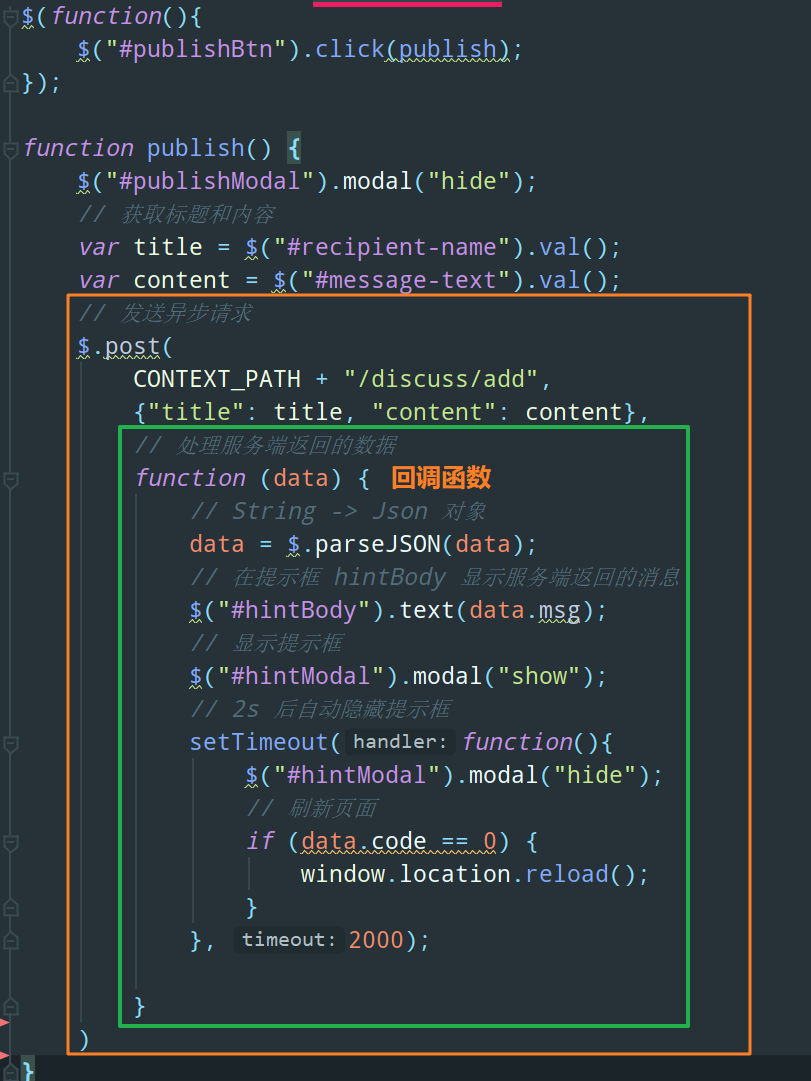 $(function(){
    $("#publishBtn").click(publish);
});

function publish() {
    $("#publishModal").modal("hide");
    // 获取标题和内容
    var title = $("#recipient-name").val();
    var content = $("#message-text").val();
    // 发送异步请求
    $.post(
        CONTEXT_PATH + "/discuss/add",
        {"title": title, "content": content},
        // 处理服务端返回的数据
        function (data) { 回调函数
            // String -> Json 对象
            data = $.parseJSON(data);
            // 在提示框 hintBody 显示服务端返回的消息
            $("#hintBody").text(data.msg);
            // 显示提示框
            $("#hintModal").modal("show");
            // 2s 后自动隐藏提示框
            setTimeout( handler: function(){
                $("#hintModal").modal("hide");
                // 刷新页面
                if (data.code == 0) {
                    window.location.reload();
                }
            }, timeout: 2000);

        }
    )
}